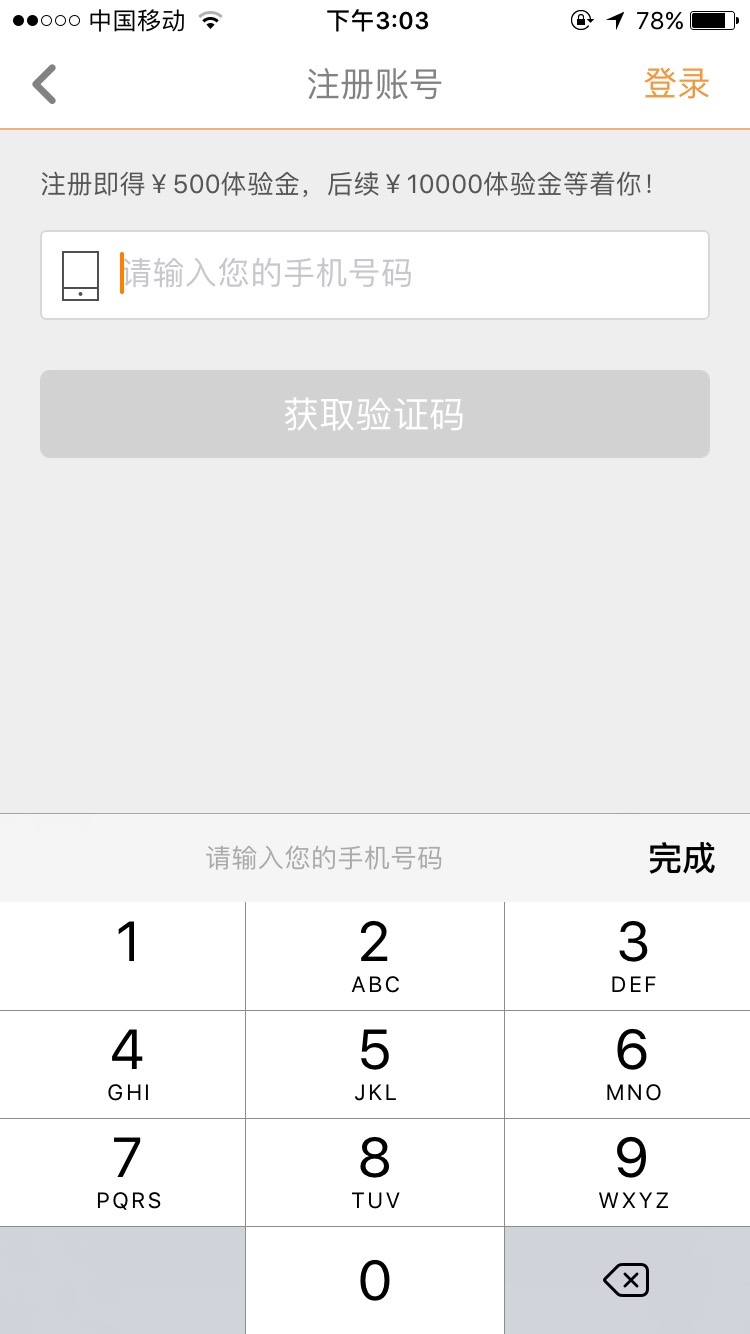 中国移动 下午3:03 78%
注册账号 登录
注册即得￥500体验金，后续￥10000体验金等着你！
请输入您的手机号码
获取验证码
请输入您的手机号码 完成
1 2 3
ABC DEF
4 5 6
GHI JKL MNO
7 8 9
PQRS TUV WXYZ
0